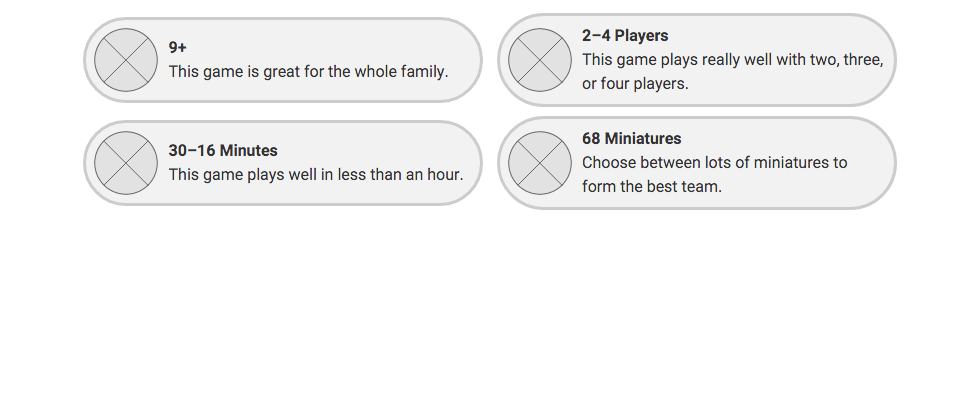 9+
This game is great for the whole family.
2–4 Players
This game plays really well with two, three,
or four players.
30–16 Minutes
This game plays well in less than an hour.
68 Miniatures
Choose between lots of miniatures to
form the best team.